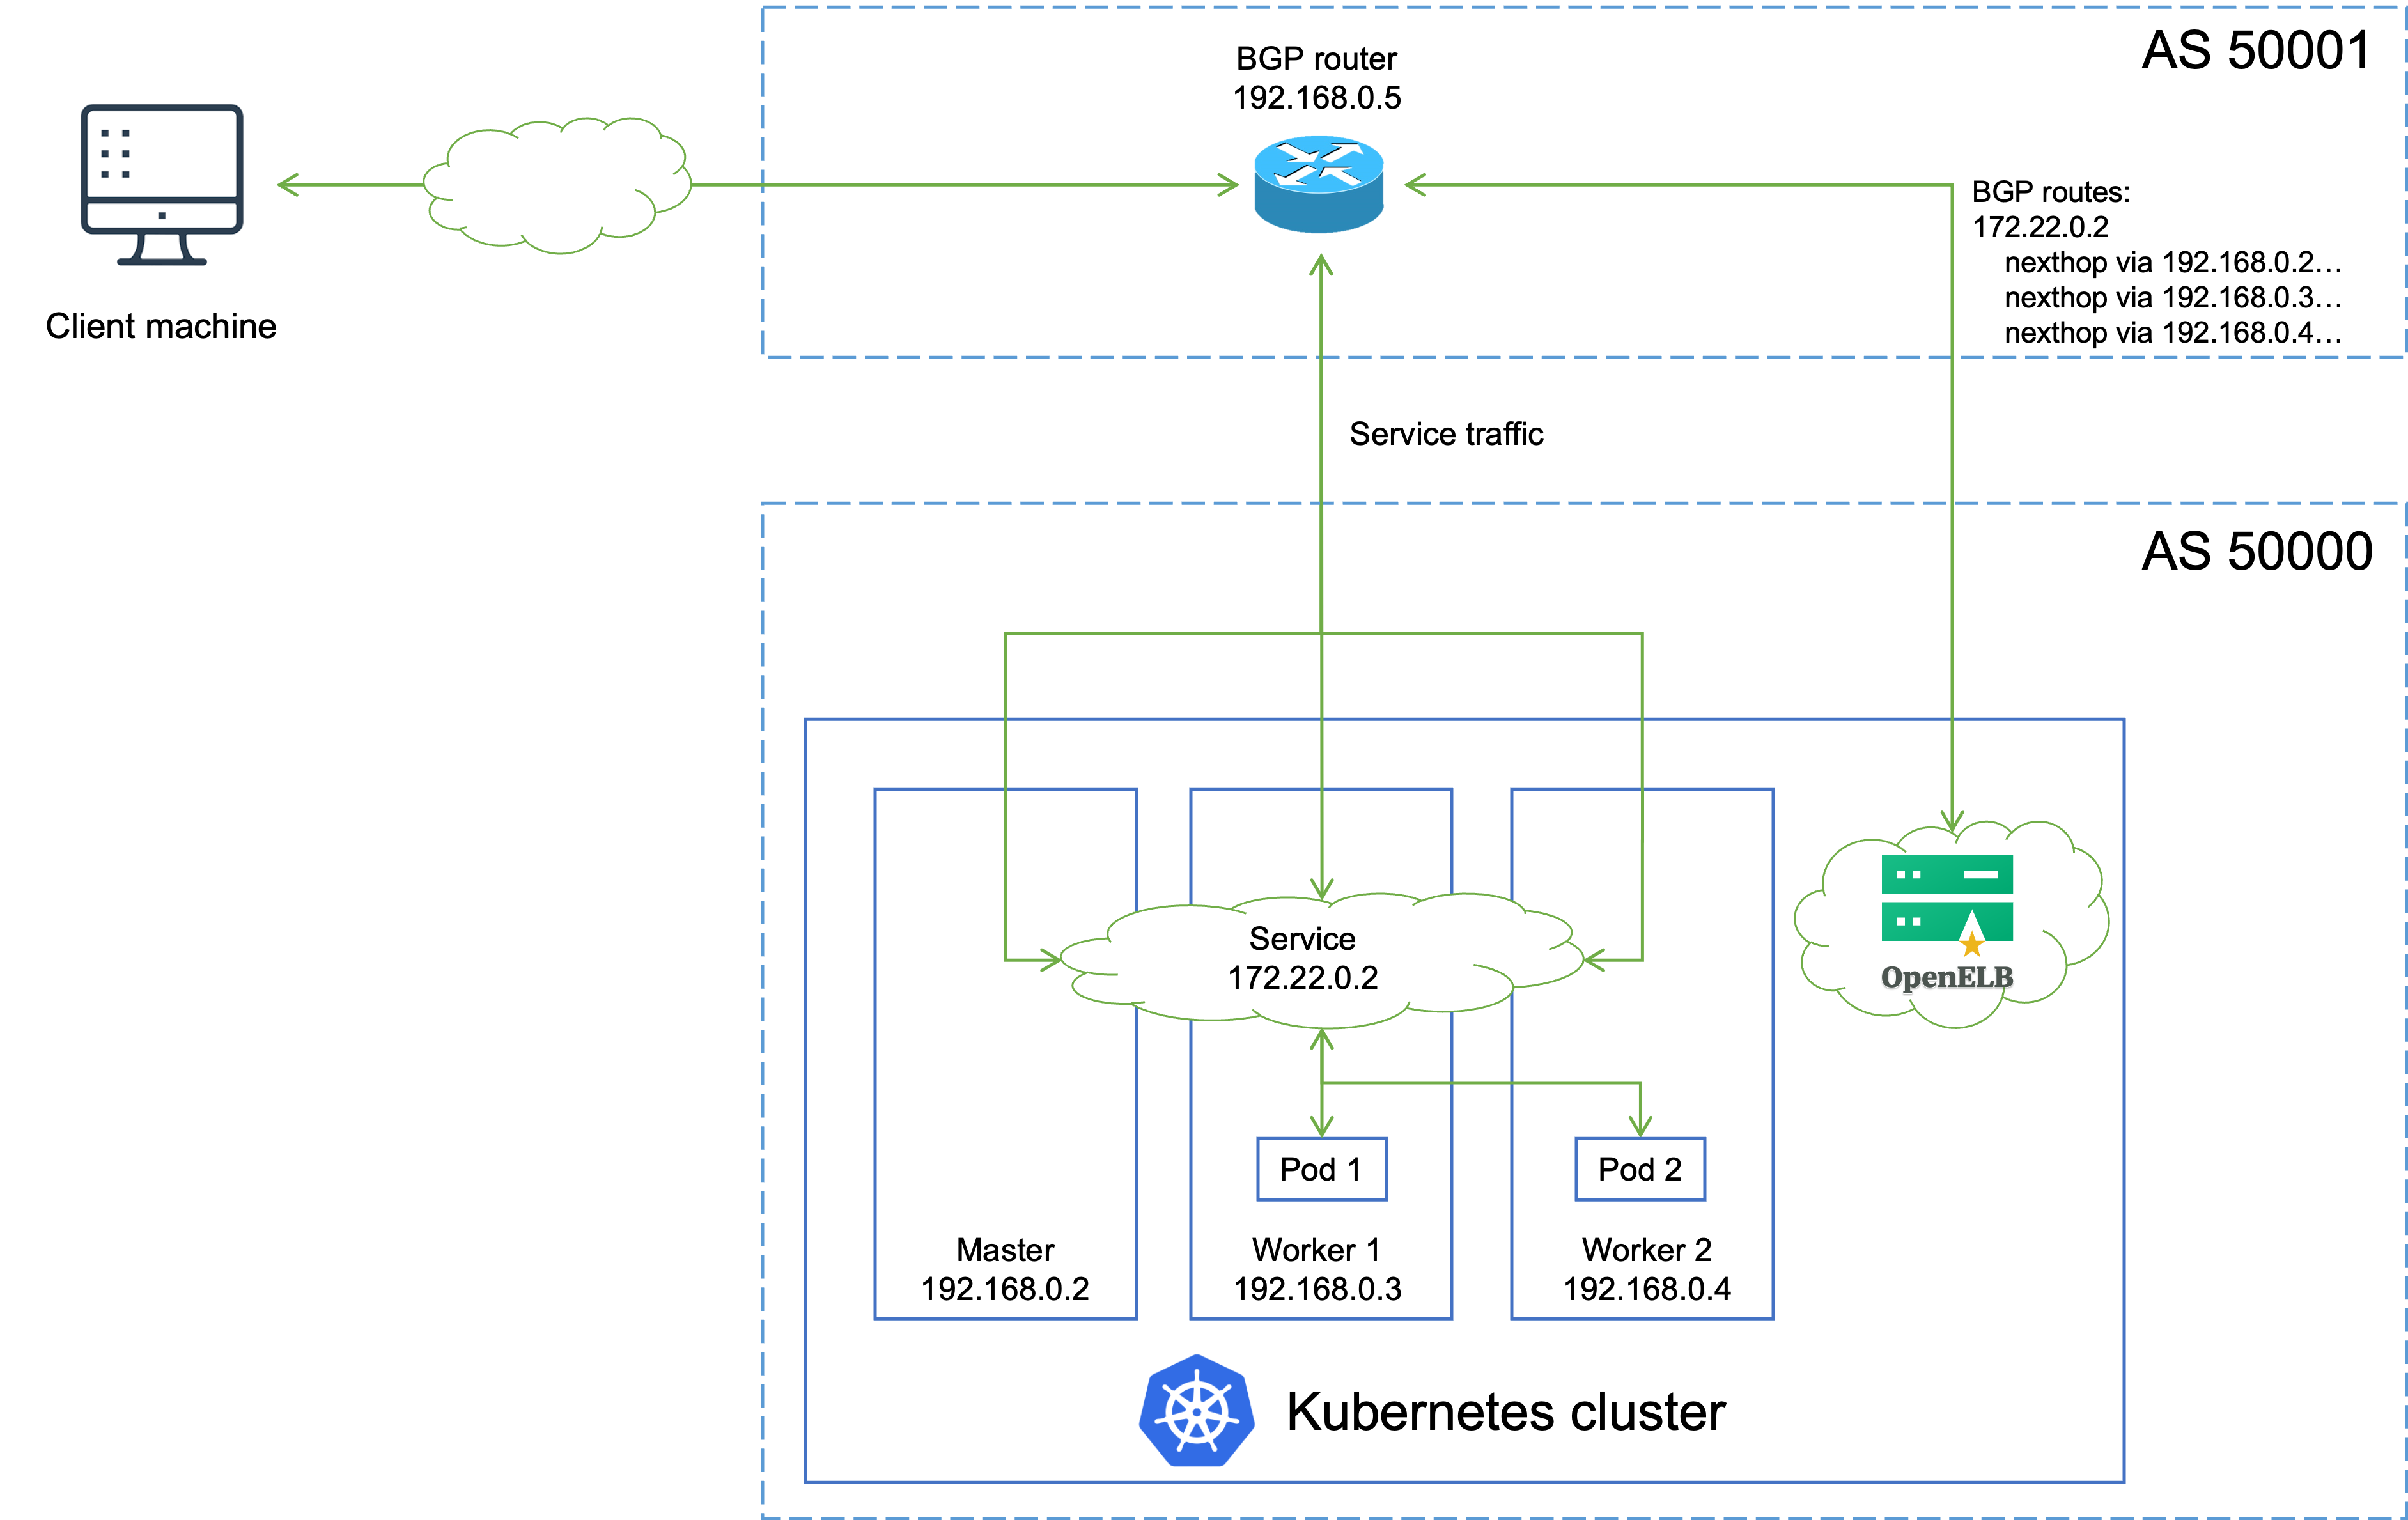 AS 50001
BGP router
192.168.0.5
BGP routes:
172.22.0.2
nexthop via 192.168.0.2…
nexthop via 192.168.0.3…
nexthop via 192.168.0.4…
Client machine
Service traffic
AS 50000
Service
172.22.0.2
OpenELB
Pod 1
Pod 2
Master
192.168.0.2
Worker 1
192.168.0.3
Worker 2
192.168.0.4
Kubernetes cluster